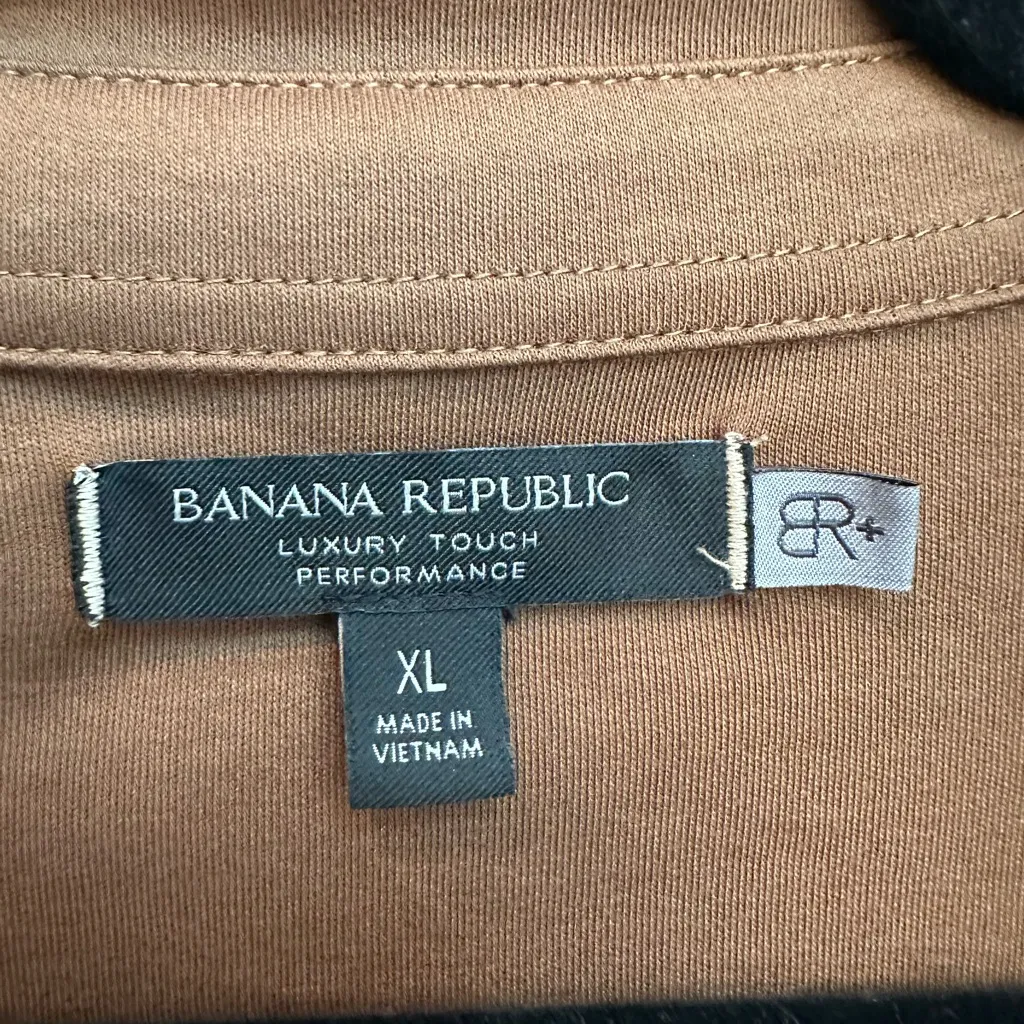 BANANA REPUBLIC
LUXURY TOUCH
PERFORMANCE
BR+
XL
MADE IN
VIETNAM